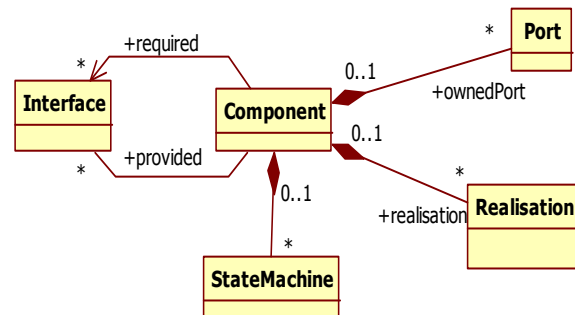 Port
*
+required
0..1
+ownedPort
*
Interface
Component
0..1
*
+provided
*
+realisation
Realisation
0..1
*
StateMachine